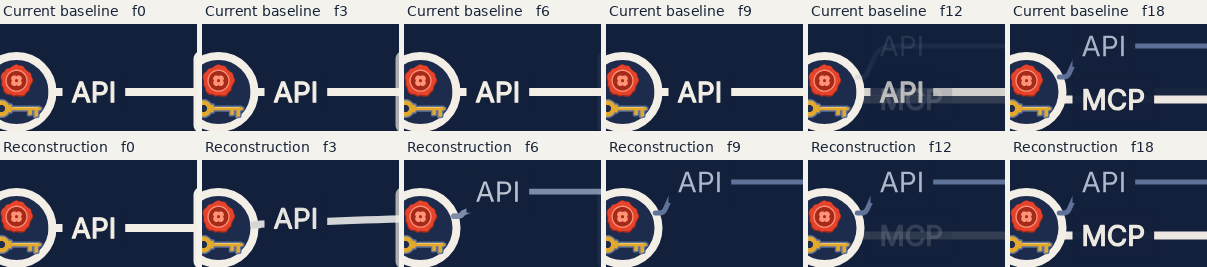 Current baseline f0
Current baseline f3
Current baseline f6
Current baseline f9
Current baseline f12
Current baseline f18
API
API
API
API
API
API
MCP
API
MCP
Reconstruction f0
Reconstruction f3
Reconstruction f6
Reconstruction f9
Reconstruction f12
Reconstruction f18
API
API
API
API
API
MCP
API
MCP